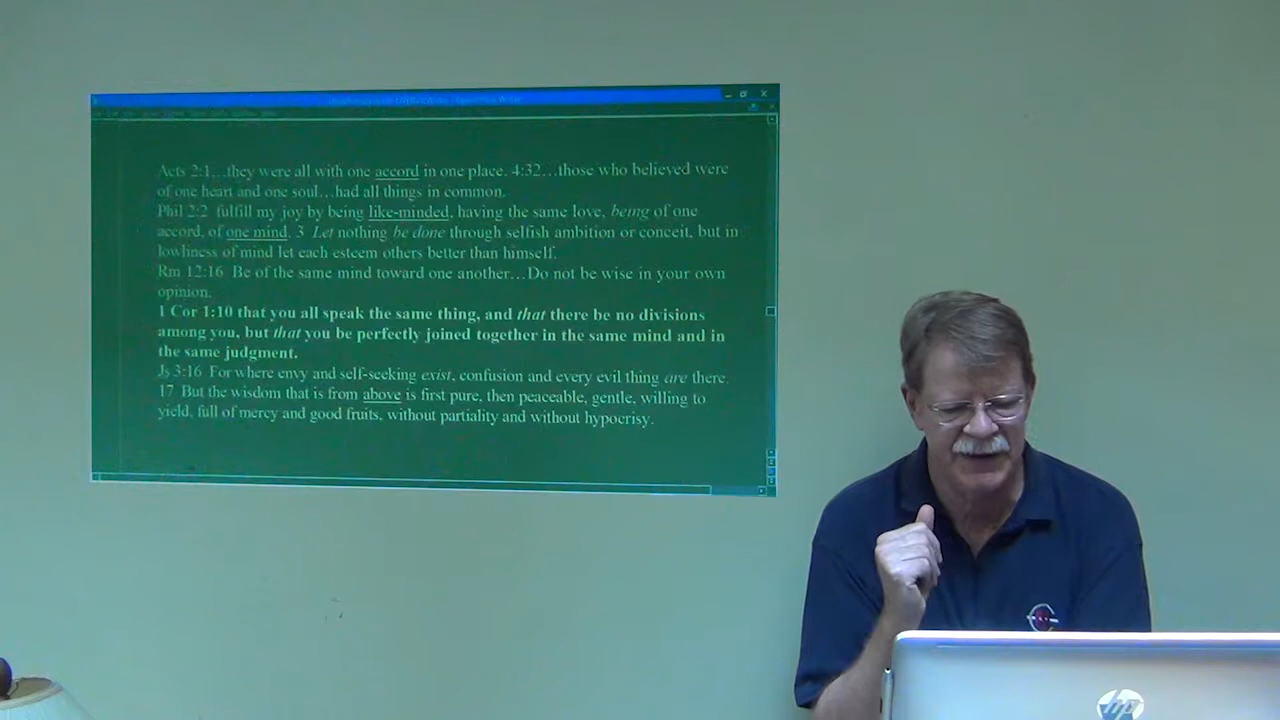 Acts 2:1…they were all with one accord in one place. 4:32…those who believed were
of one heart and one soul…had all things in common.
Phil 2:2 fulfill my joy by being like-minded, having the same love, being of one
accord, of one mind. 3 Let nothing be done through selfish ambition or conceit, but in
lowliness of mind let each esteem others better than himself.
Rm 12:16 Be of the same mind toward one another…Do not be wise in your own
opinion.
1 Cor 1:10 that you all speak the same thing, and that there be no divisions
among you, but that you be perfectly joined together in the same mind and in
the same judgment.
Js 3:16 For where envy and self-seeking exist, confusion and every evil thing are there.
17 But the wisdom that is from above is first pure, then peaceable, gentle, willing to
yield, full of mercy and good fruits, without partiality and without hypocrisy.
hp